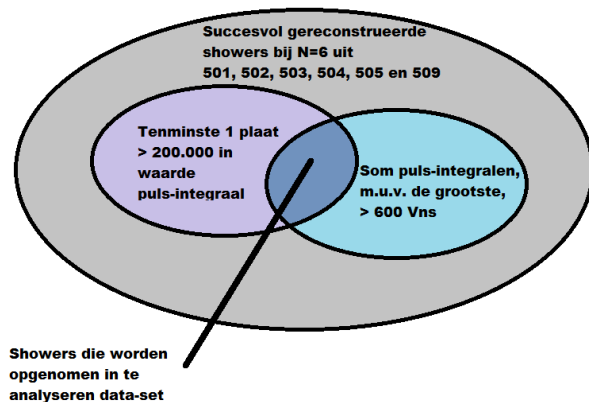 Succesvol gereconstrueerde
showers bij N=6 uit
501, 502, 503, 504, 505 en 509
Tenminste 1 plaat
> 200.000 in
waarde
puls-integraal
Som puls-integralen,
m.u.v. de grootste,
> 600 Vns
Showers die worden
opgenomen in te
analyseren data-set